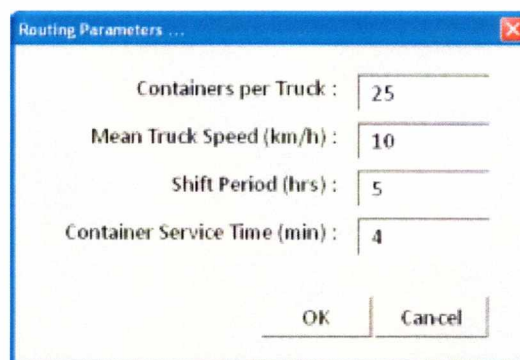 Routing Parameters ...
Containers per Truck : 25
Mean Truck Speed (km/h) : 10
Shift Period (hrs) : 5
Container Service Time (min) : 4
OK Cancel